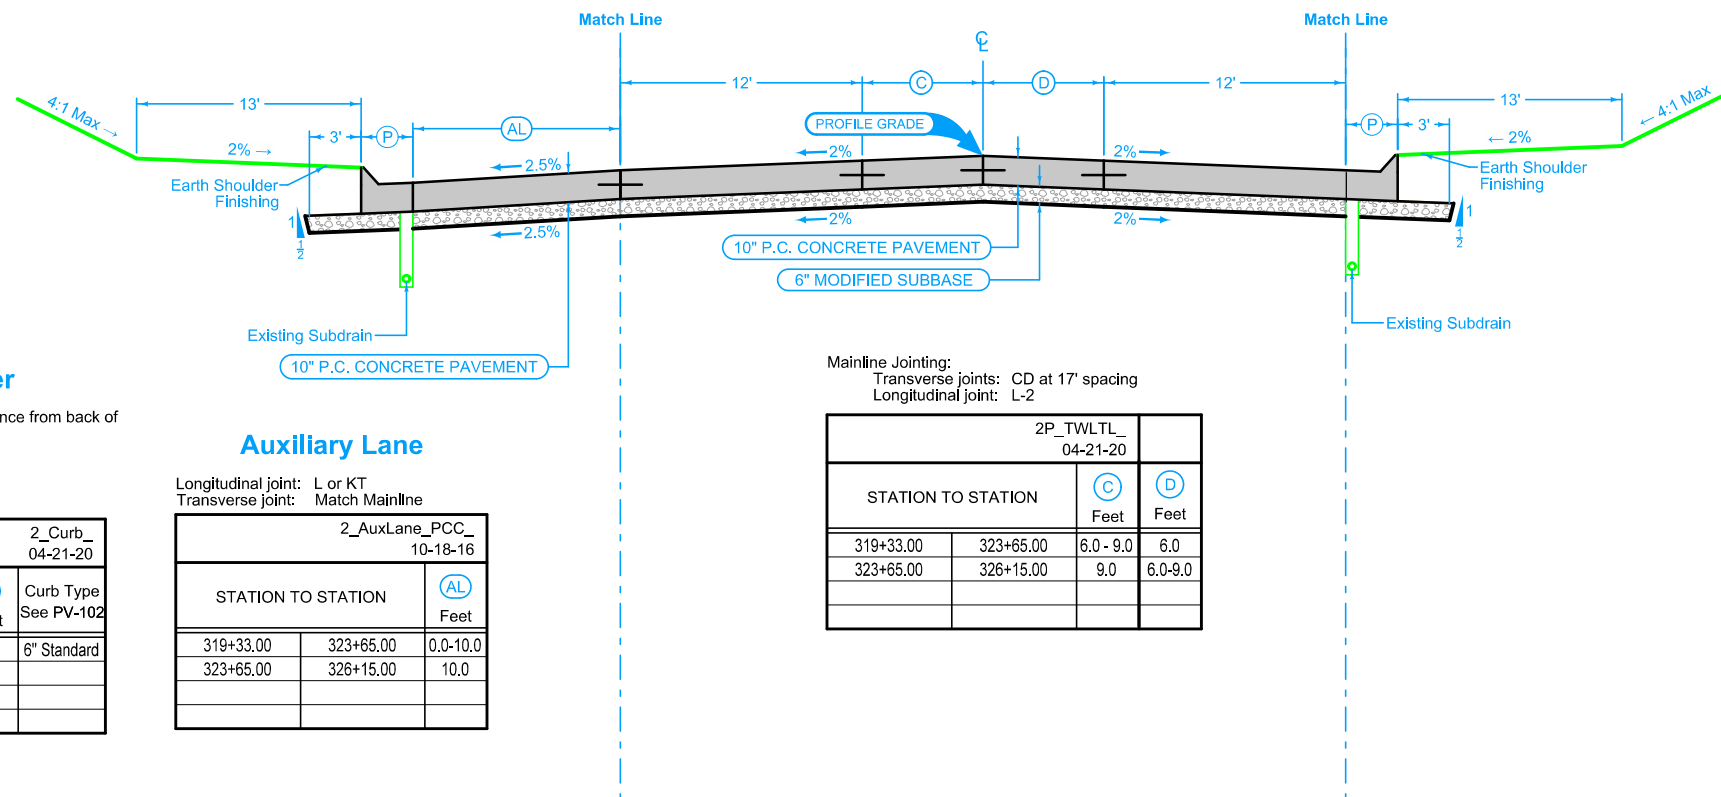 Match Line
Match Line
℄
12'
C
D
12'
4:1 Max →
13'
3'
P
AL
PROFILE GRADE
P
3'
13'
← 4:1 Max
2% →
← 2%
2.5%
2%
2%
Earth Shoulder
Finishing
Earth Shoulder
Finishing
1
1/2
2.5%
2%
2%
1
1/2
10" P.C. CONCRETE PAVEMENT
6" MODIFIED SUBBASE
Existing Subdrain
Existing Subdrain
10" P.C. CONCRETE PAVEMENT
er
nce from back of
2_Curb_
04-21-20
Curb Type
See PV-102
t
6" Standard
Auxiliary Lane
Longitudinal joint: L or KT
Transverse joint: Match Mainline
2_AuxLane_PCC_
10-18-16
STATION TO STATION
AL
Feet
319+33.00 323+65.00 0.0-10.0
323+65.00 326+15.00 10.0
Mainline Jointing:
Transverse joints: CD at 17' spacing
Longitudinal joint: L-2
2P_TWLTL_
04-21-20
STATION TO STATION
C
Feet
D
Feet
319+33.00 323+65.00 6.0 - 9.0 6.0
323+65.00 326+15.00 9.0 6.0-9.0